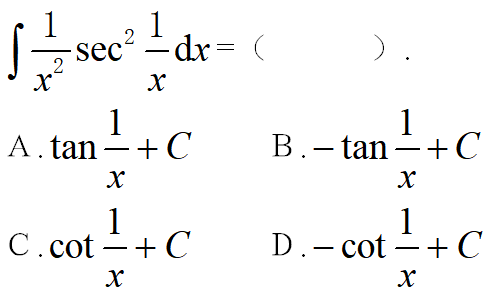 ∫ 1/x² sec² 1/x dx = （　　　）.
A. tan 1/x + C　　B. − tan 1/x + C
C. cot 1/x + C　　D. − cot 1/x + C